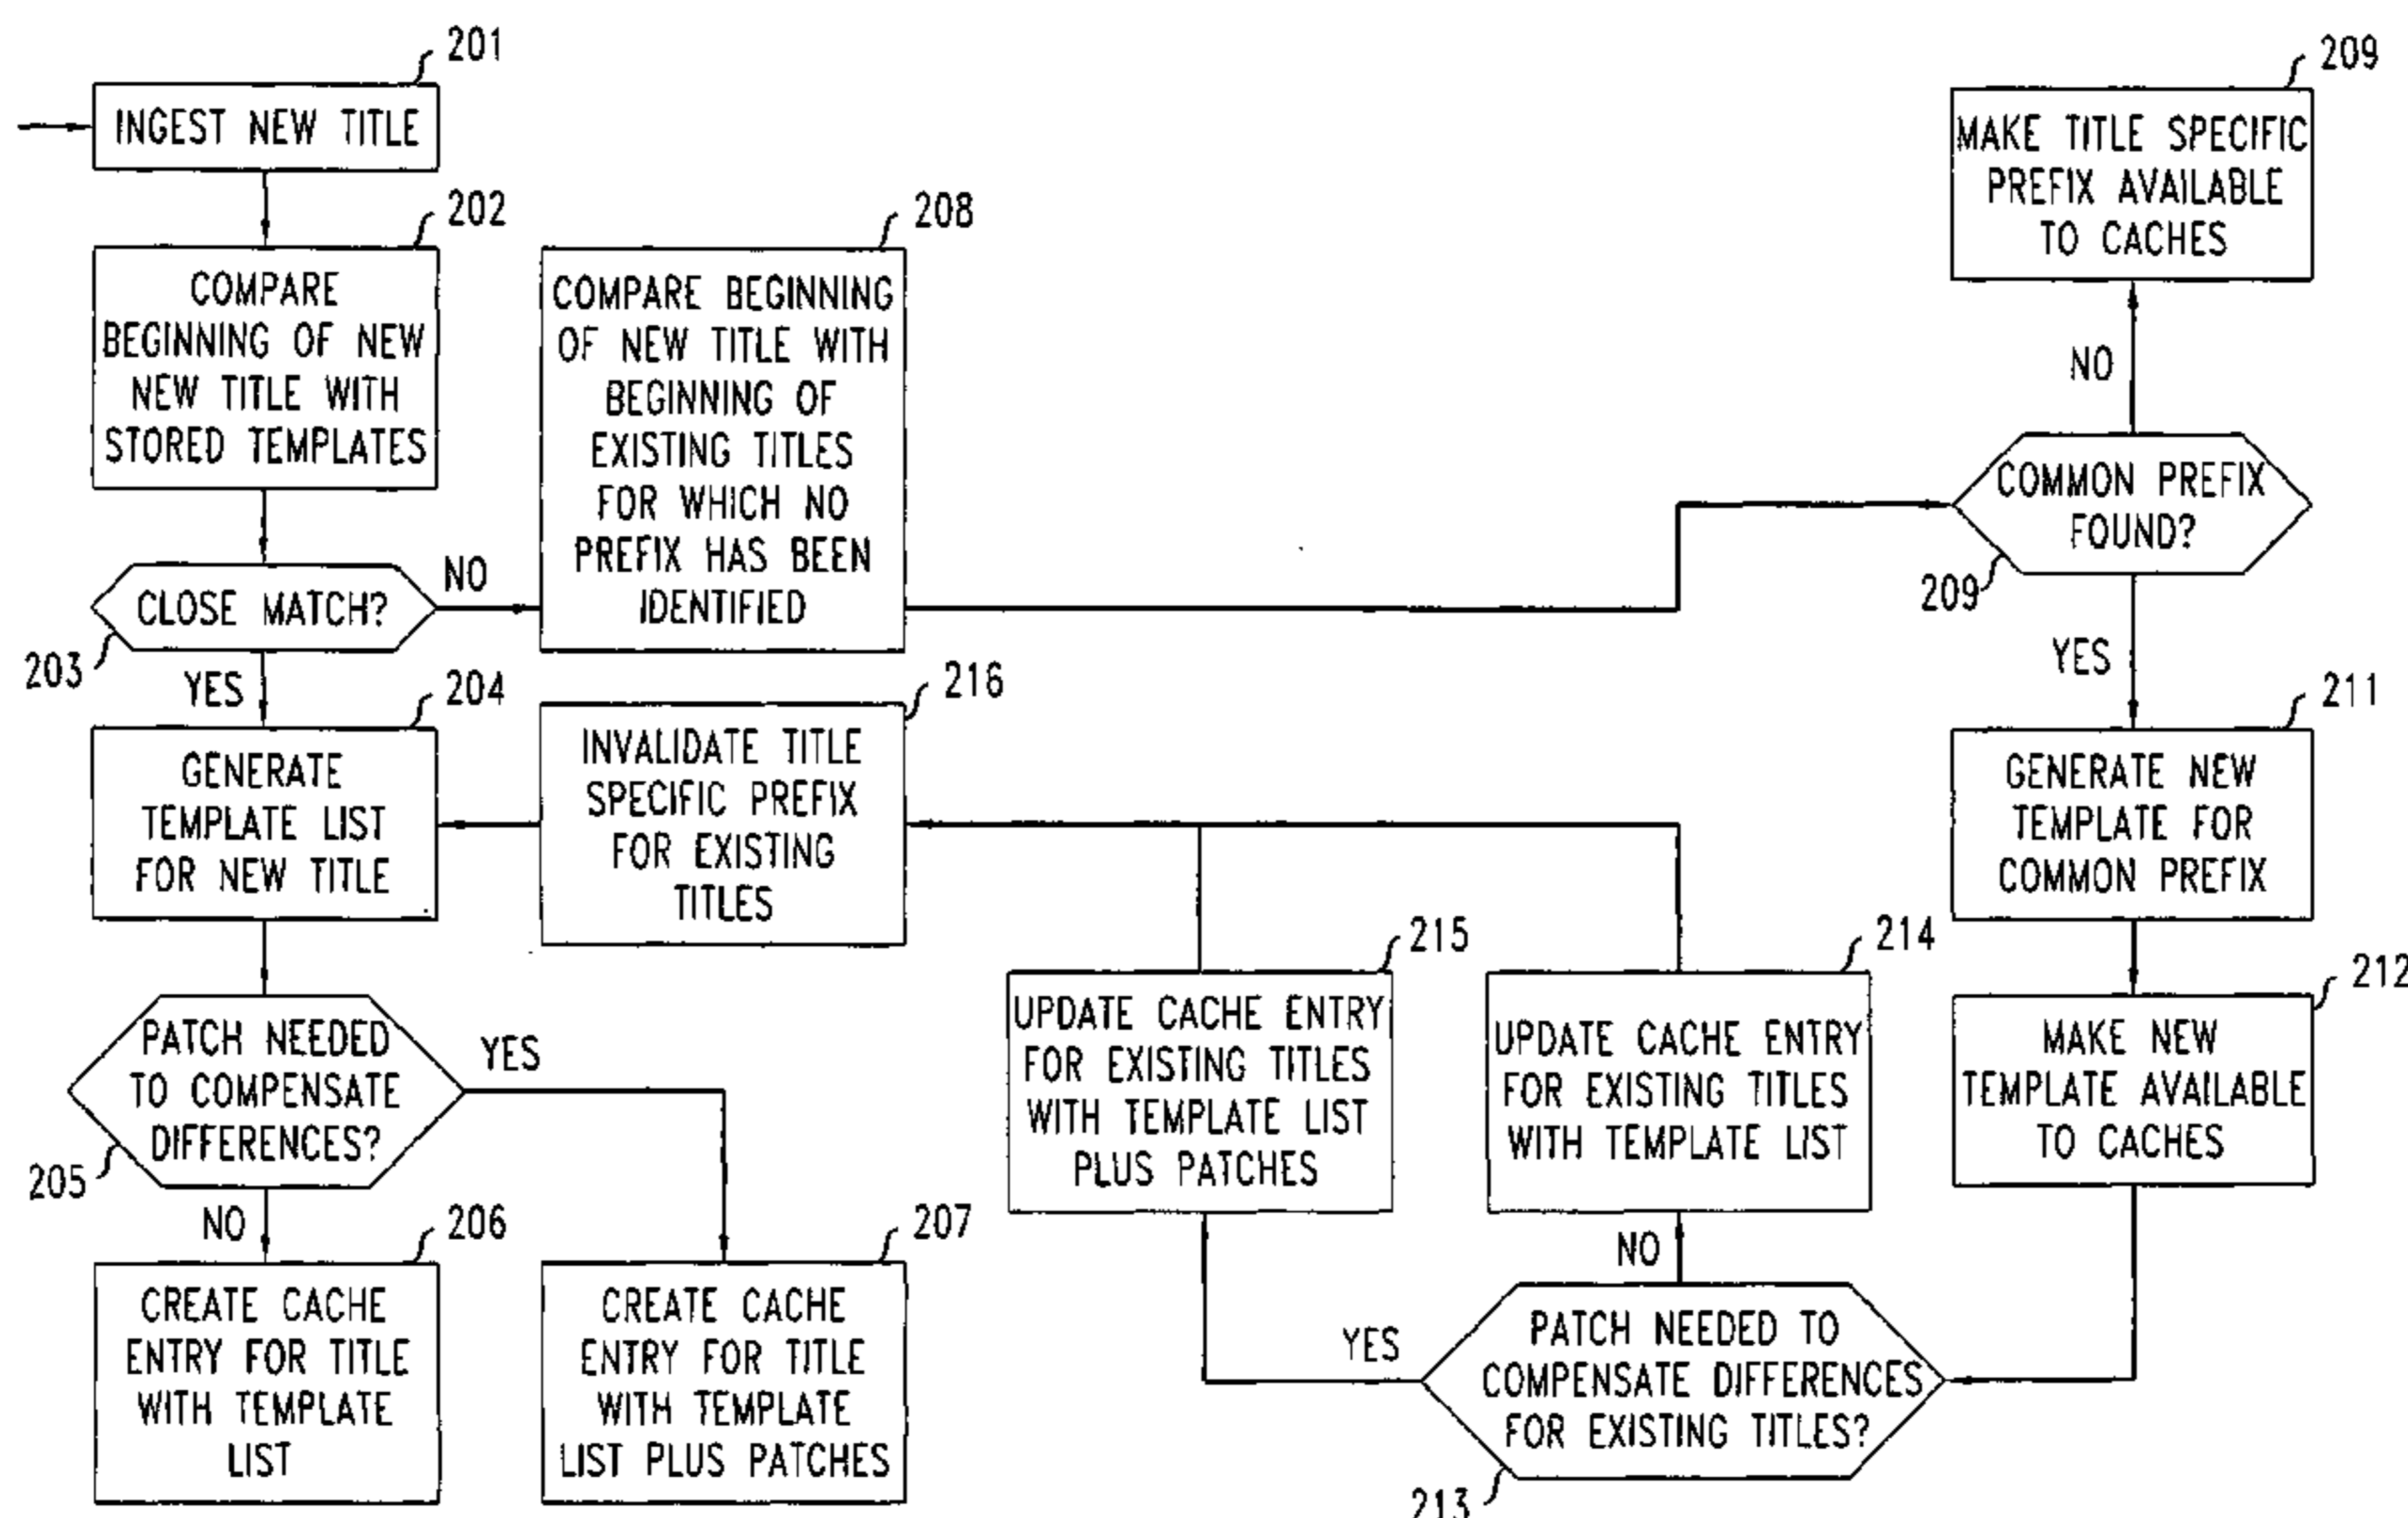 201
INGEST NEW TITLE
202
COMPARE
BEGINNING OF NEW
NEW TITLE WITH
STORED TEMPLATES
CLOSE MATCH?
203
NO
YES
208
COMPARE BEGINNING
OF NEW TITLE WITH
BEGINNING OF
EXISTING TITLES
FOR WHICH NO
PREFIX HAS BEEN
IDENTIFIED
209
MAKE TITLE SPECIFIC
PREFIX AVAILABLE
TO CACHES
NO
COMMON PREFIX
FOUND?
209
YES
211
GENERATE NEW
TEMPLATE FOR
COMMON PREFIX
212
MAKE NEW
TEMPLATE AVAILABLE
TO CACHES
PATCH NEEDED TO
COMPENSATE DIFFERENCES
FOR EXISTING TITLES?
213
NO
YES
214
UPDATE CACHE ENTRY
FOR EXISTING TITLES
WITH TEMPLATE LIST
215
UPDATE CACHE ENTRY
FOR EXISTING TITLES
WITH TEMPLATE LIST
PLUS PATCHES
216
INVALIDATE TITLE
SPECIFIC PREFIX
FOR EXISTING
TITLES
204
GENERATE
TEMPLATE LIST
FOR NEW TITLE
PATCH NEEDED
TO COMPENSATE
DIFFERENCES?
205
YES
NO
206
CREATE CACHE
ENTRY FOR TITLE
WITH TEMPLATE
LIST
207
CREATE CACHE
ENTRY FOR TITLE
WITH TEMPLATE
LIST PLUS PATCHES